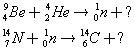 ⁹₄Be + ⁴₂He → ¹₀n + ?
¹⁴₇N + ¹₀n → ¹⁴₆C + ?